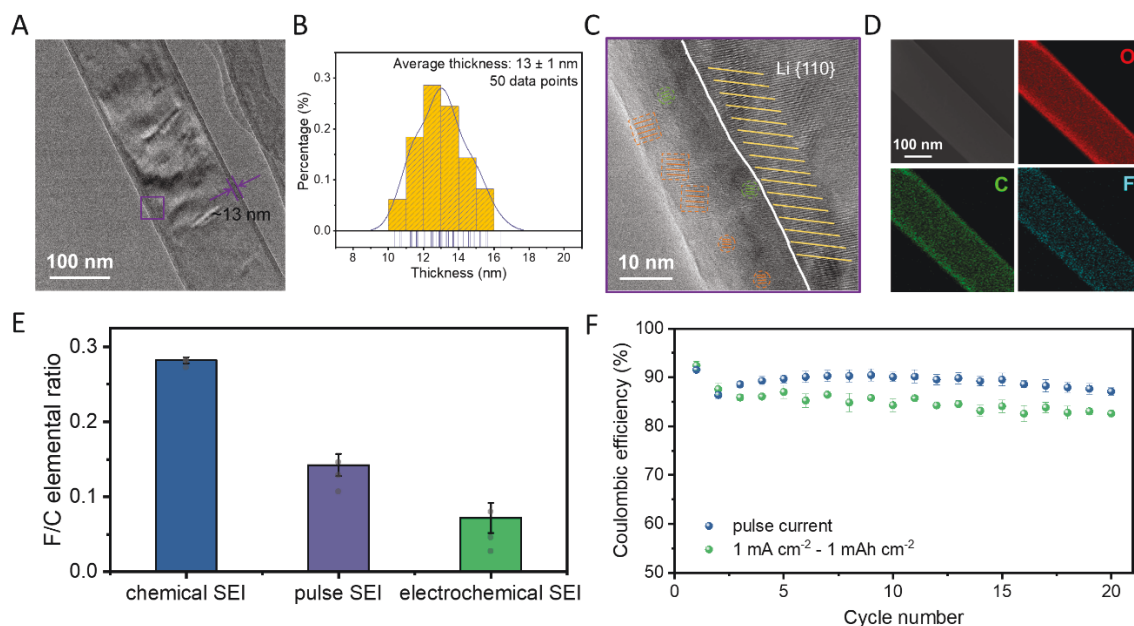 A
~13 nm
100 nm
B
Average thickness: 13 ± 1 nm
50 data points
Percentage (%)
0.3
0.2
0.1
0.0
8 10 12 14 16 18 20
Thickness (nm)
C
Li {110}
10 nm
D
O
100 nm
C
F
E
F/C elemental ratio
0.3
0.2
0.1
0.0
chemical SEI pulse SEI electrochemical SEI
F
Coulombic efficiency (%)
100
90
80
70
60
50
pulse current
1 mA cm⁻² - 1 mAh cm⁻²
0 5 10 15 20
Cycle number